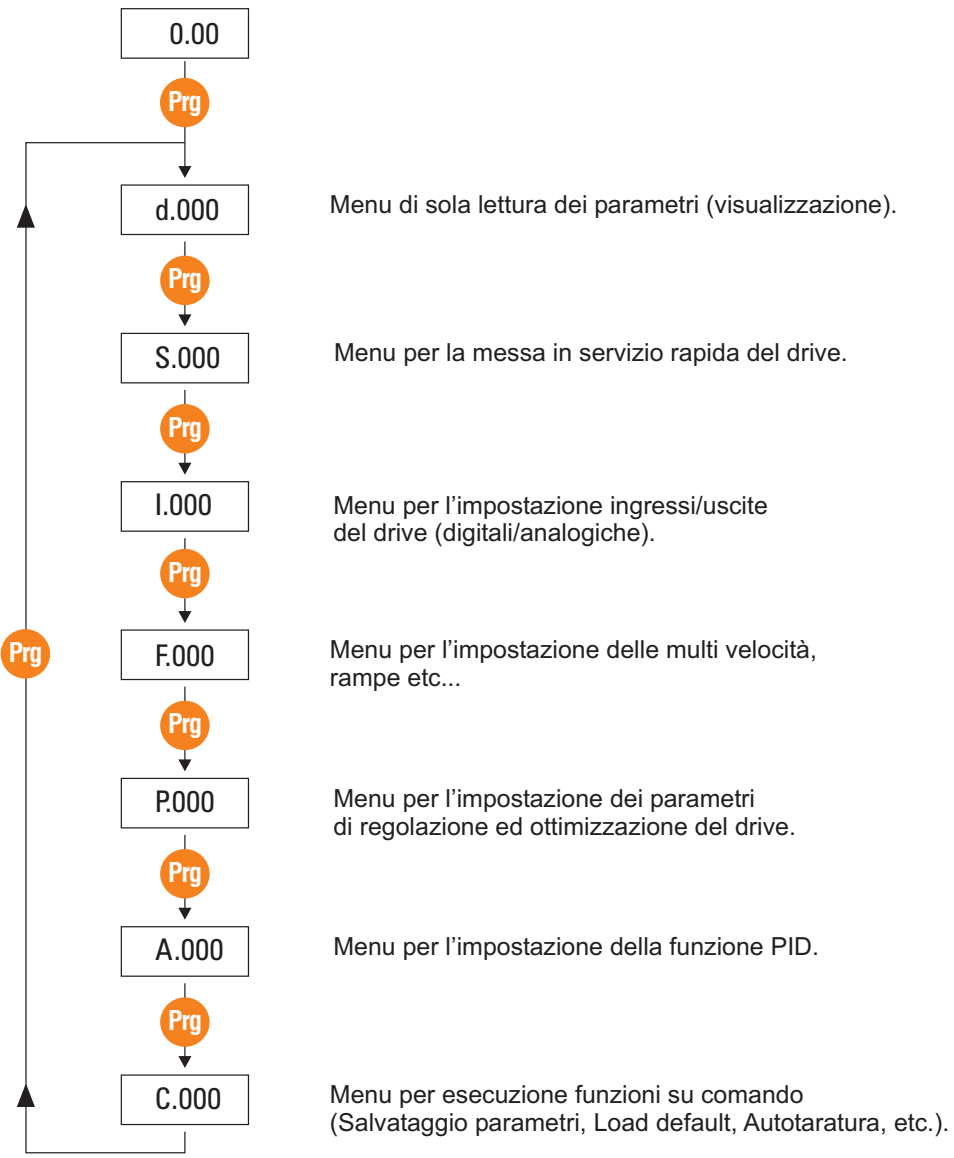 0.00
Prg
d.000
Menu di sola lettura dei parametri (visualizzazione).
Prg
S.000
Menu per la messa in servizio rapida del drive.
Prg
I.000
Menu per l’impostazione ingressi/uscite
del drive (digitali/analogiche).
Prg
F.000
Menu per l’impostazione delle multi velocità,
rampe etc...
Prg
Prg
P.000
Menu per l’impostazione dei parametri
di regolazione ed ottimizzazione del drive.
Prg
A.000
Menu per l’impostazione della funzione PID.
Prg
C.000
Menu per esecuzione funzioni su comando
(Salvataggio parametri, Load default, Autotaratura, etc.).